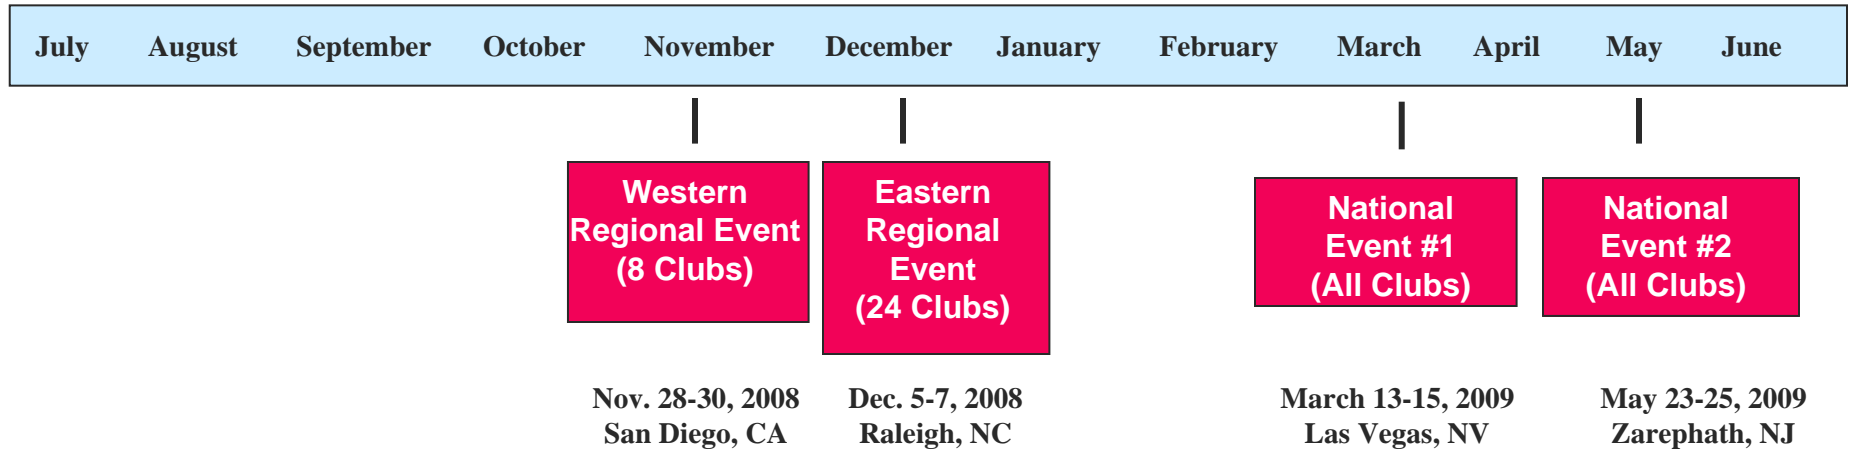 July August September October November December January February March April May June
Western
Regional Event
(8 Clubs)
Eastern
Regional
Event
(24 Clubs)
National
Event #1
(All Clubs)
National
Event #2
(All Clubs)
Nov. 28-30, 2008
San Diego, CA
Dec. 5-7, 2008
Raleigh, NC
March 13-15, 2009
Las Vegas, NV
May 23-25, 2009
Zarephath, NJ